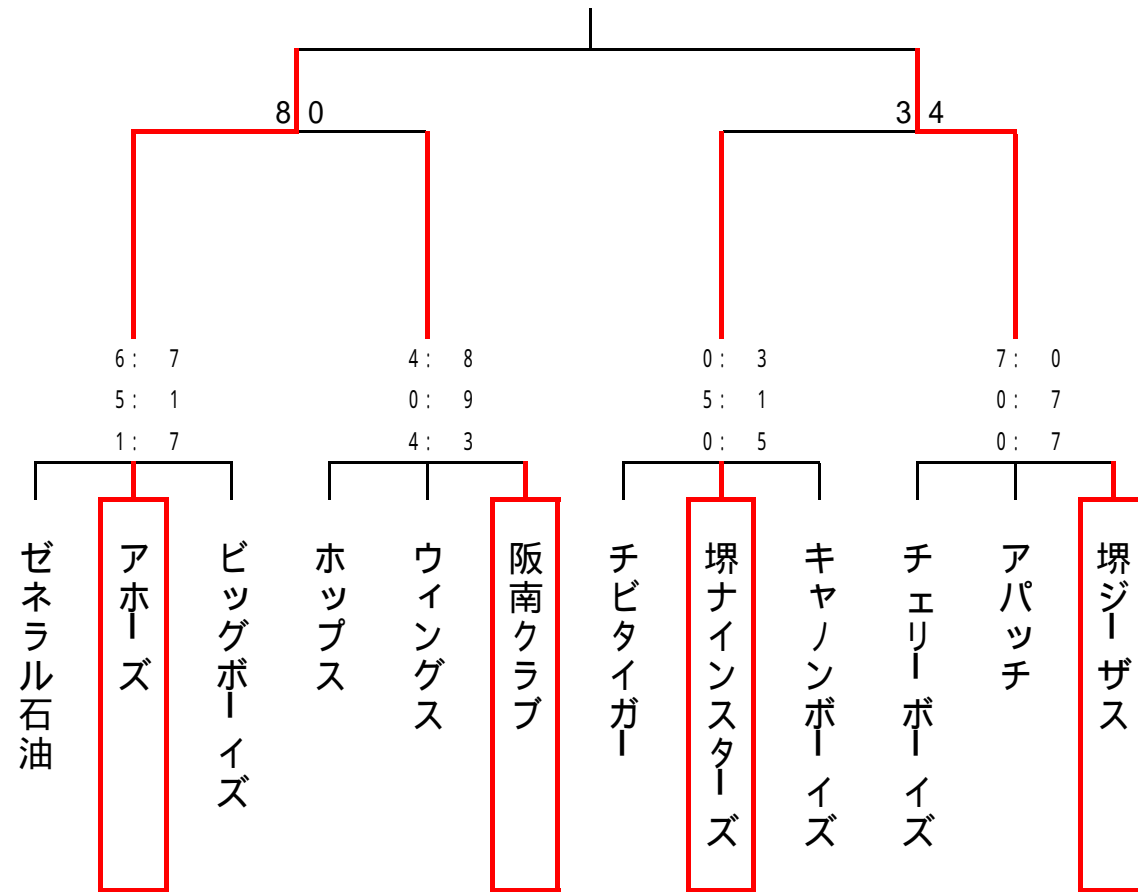 8 0
3 4
6: 7
5: 1
1: 7
4: 8
0: 9
4: 3
0: 3
5: 1
0: 5
7: 0
0: 7
0: 7
ゼネラル石油
アホーズ
ビッグボーイズ
ホップス
ウィングス
阪南クラブ
チビタイガー
堺ナインスターズ
キャノンボーイズ
チェリーボーイズ
アパッチ
堺ジーザス